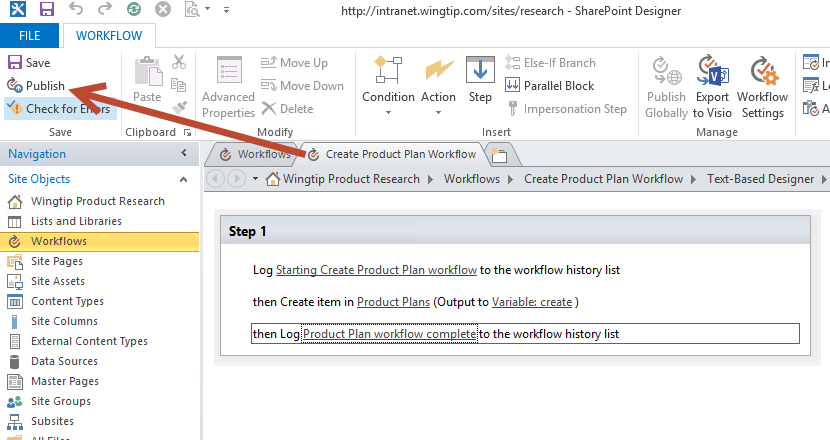 http://intranet.wingtip.com/sites/research - SharePoint Designer
FILE
WORKFLOW
Save
Publish
Check for Errors
Save
Paste
Clipboard
Advanced Properties
Move Up
Move Down
Delete
Modify
Condition
Action
Step
Else-If Branch
Parallel Block
Impersonation Step
Insert
Publish Globally
Export to Visio
Workflow Settings
Manage
Navigation
Site Objects
Wingtip Product Research
Lists and Libraries
Workflows
Site Pages
Site Assets
Content Types
Site Columns
External Content Types
Data Sources
Master Pages
Site Groups
Subsites
All Files
Workflows
Create Product Plan Workflow
Wingtip Product Research
Workflows
Create Product Plan Workflow
Text-Based Designer
Step 1
Log Starting Create Product Plan workflow to the workflow history list
then Create item in Product Plans (Output to Variable: create )
then Log Product Plan workflow complete to the workflow history list